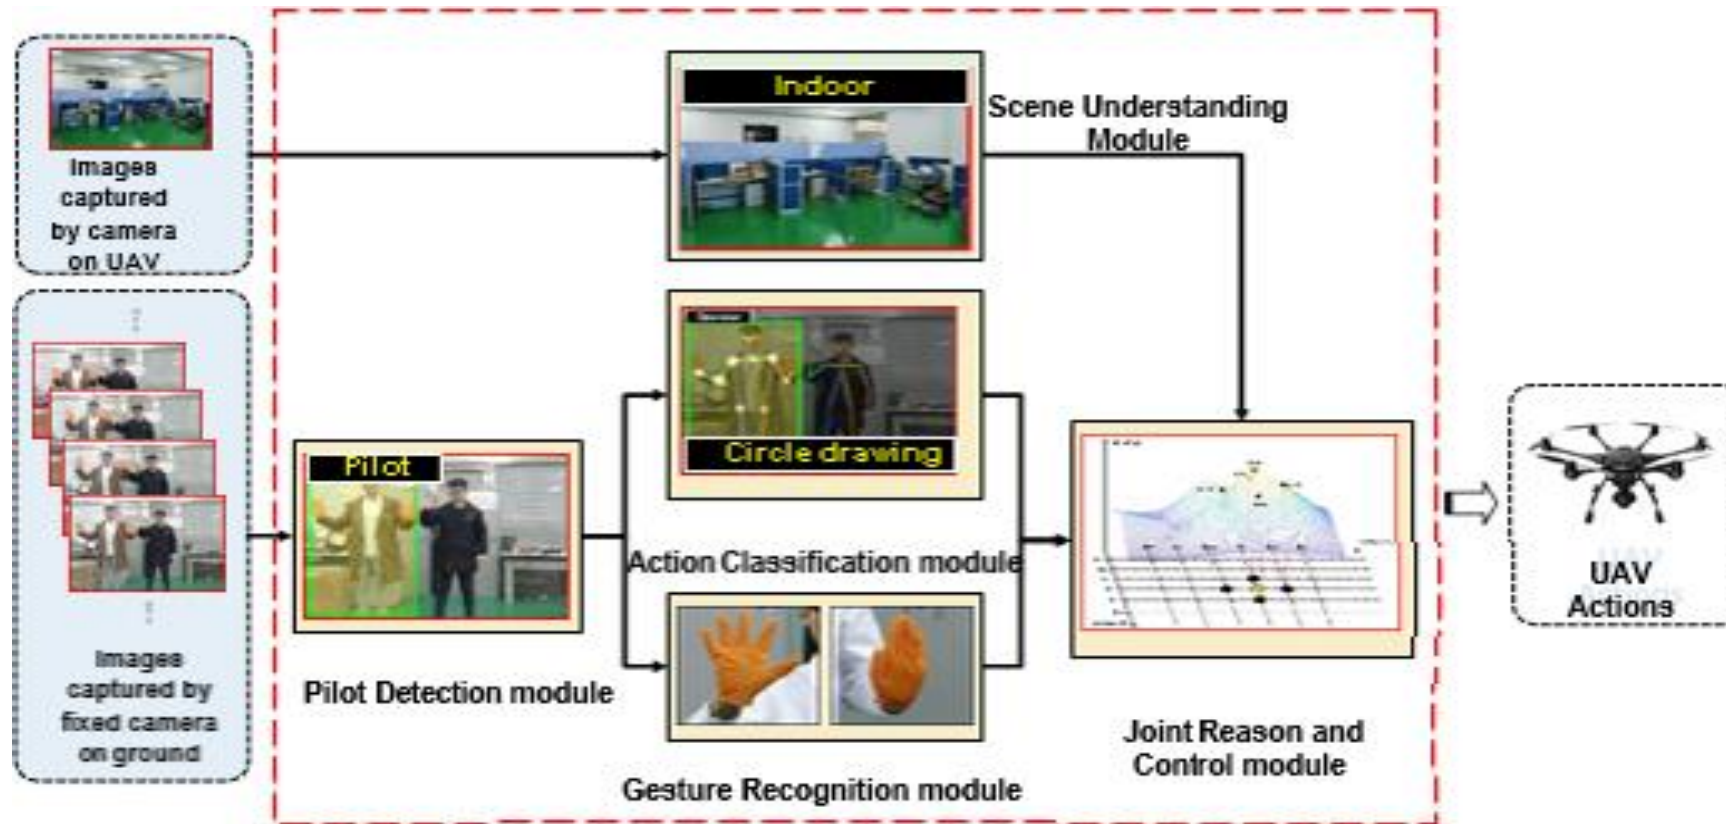 Images
captured
by camera
on UAV
Indoor
Scene Understanding
Module
Images
captured by
fixed camera
on ground
Pilot
Pilot Detection module
Circle drawing
Action Classification module
Gesture Recognition module
Joint Reason and
Control module
UAV
Actions